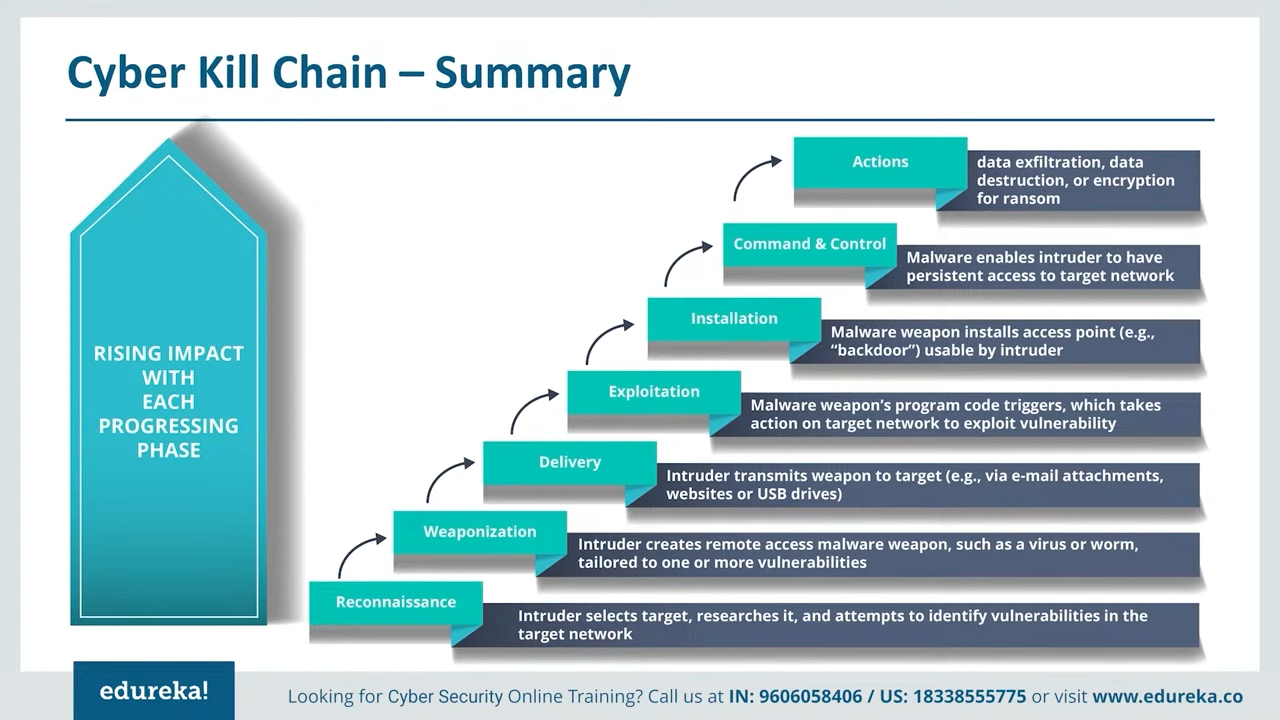 Cyber Kill Chain – Summary
RISING IMPACT
WITH
EACH
PROGRESSING
PHASE
Actions
data exfiltration, data
destruction, or encryption
for ransom
Command & Control
Malware enables intruder to have
persistent access to target network
Installation
Malware weapon installs access point (e.g.,
“backdoor”) usable by intruder
Exploitation
Malware weapon’s program code triggers, which takes
action on target network to exploit vulnerability
Delivery
Intruder transmits weapon to target (e.g., via e-mail attachments,
websites or USB drives)
Weaponization
Intruder creates remote access malware weapon, such as a virus or worm,
tailored to one or more vulnerabilities
Reconnaissance
Intruder selects target, researches it, and attempts to identify vulnerabilities in the
target network
edureka!
Looking for Cyber Security Online Training? Call us at IN: 9606058406 / US: 18338555775 or visit www.edureka.co